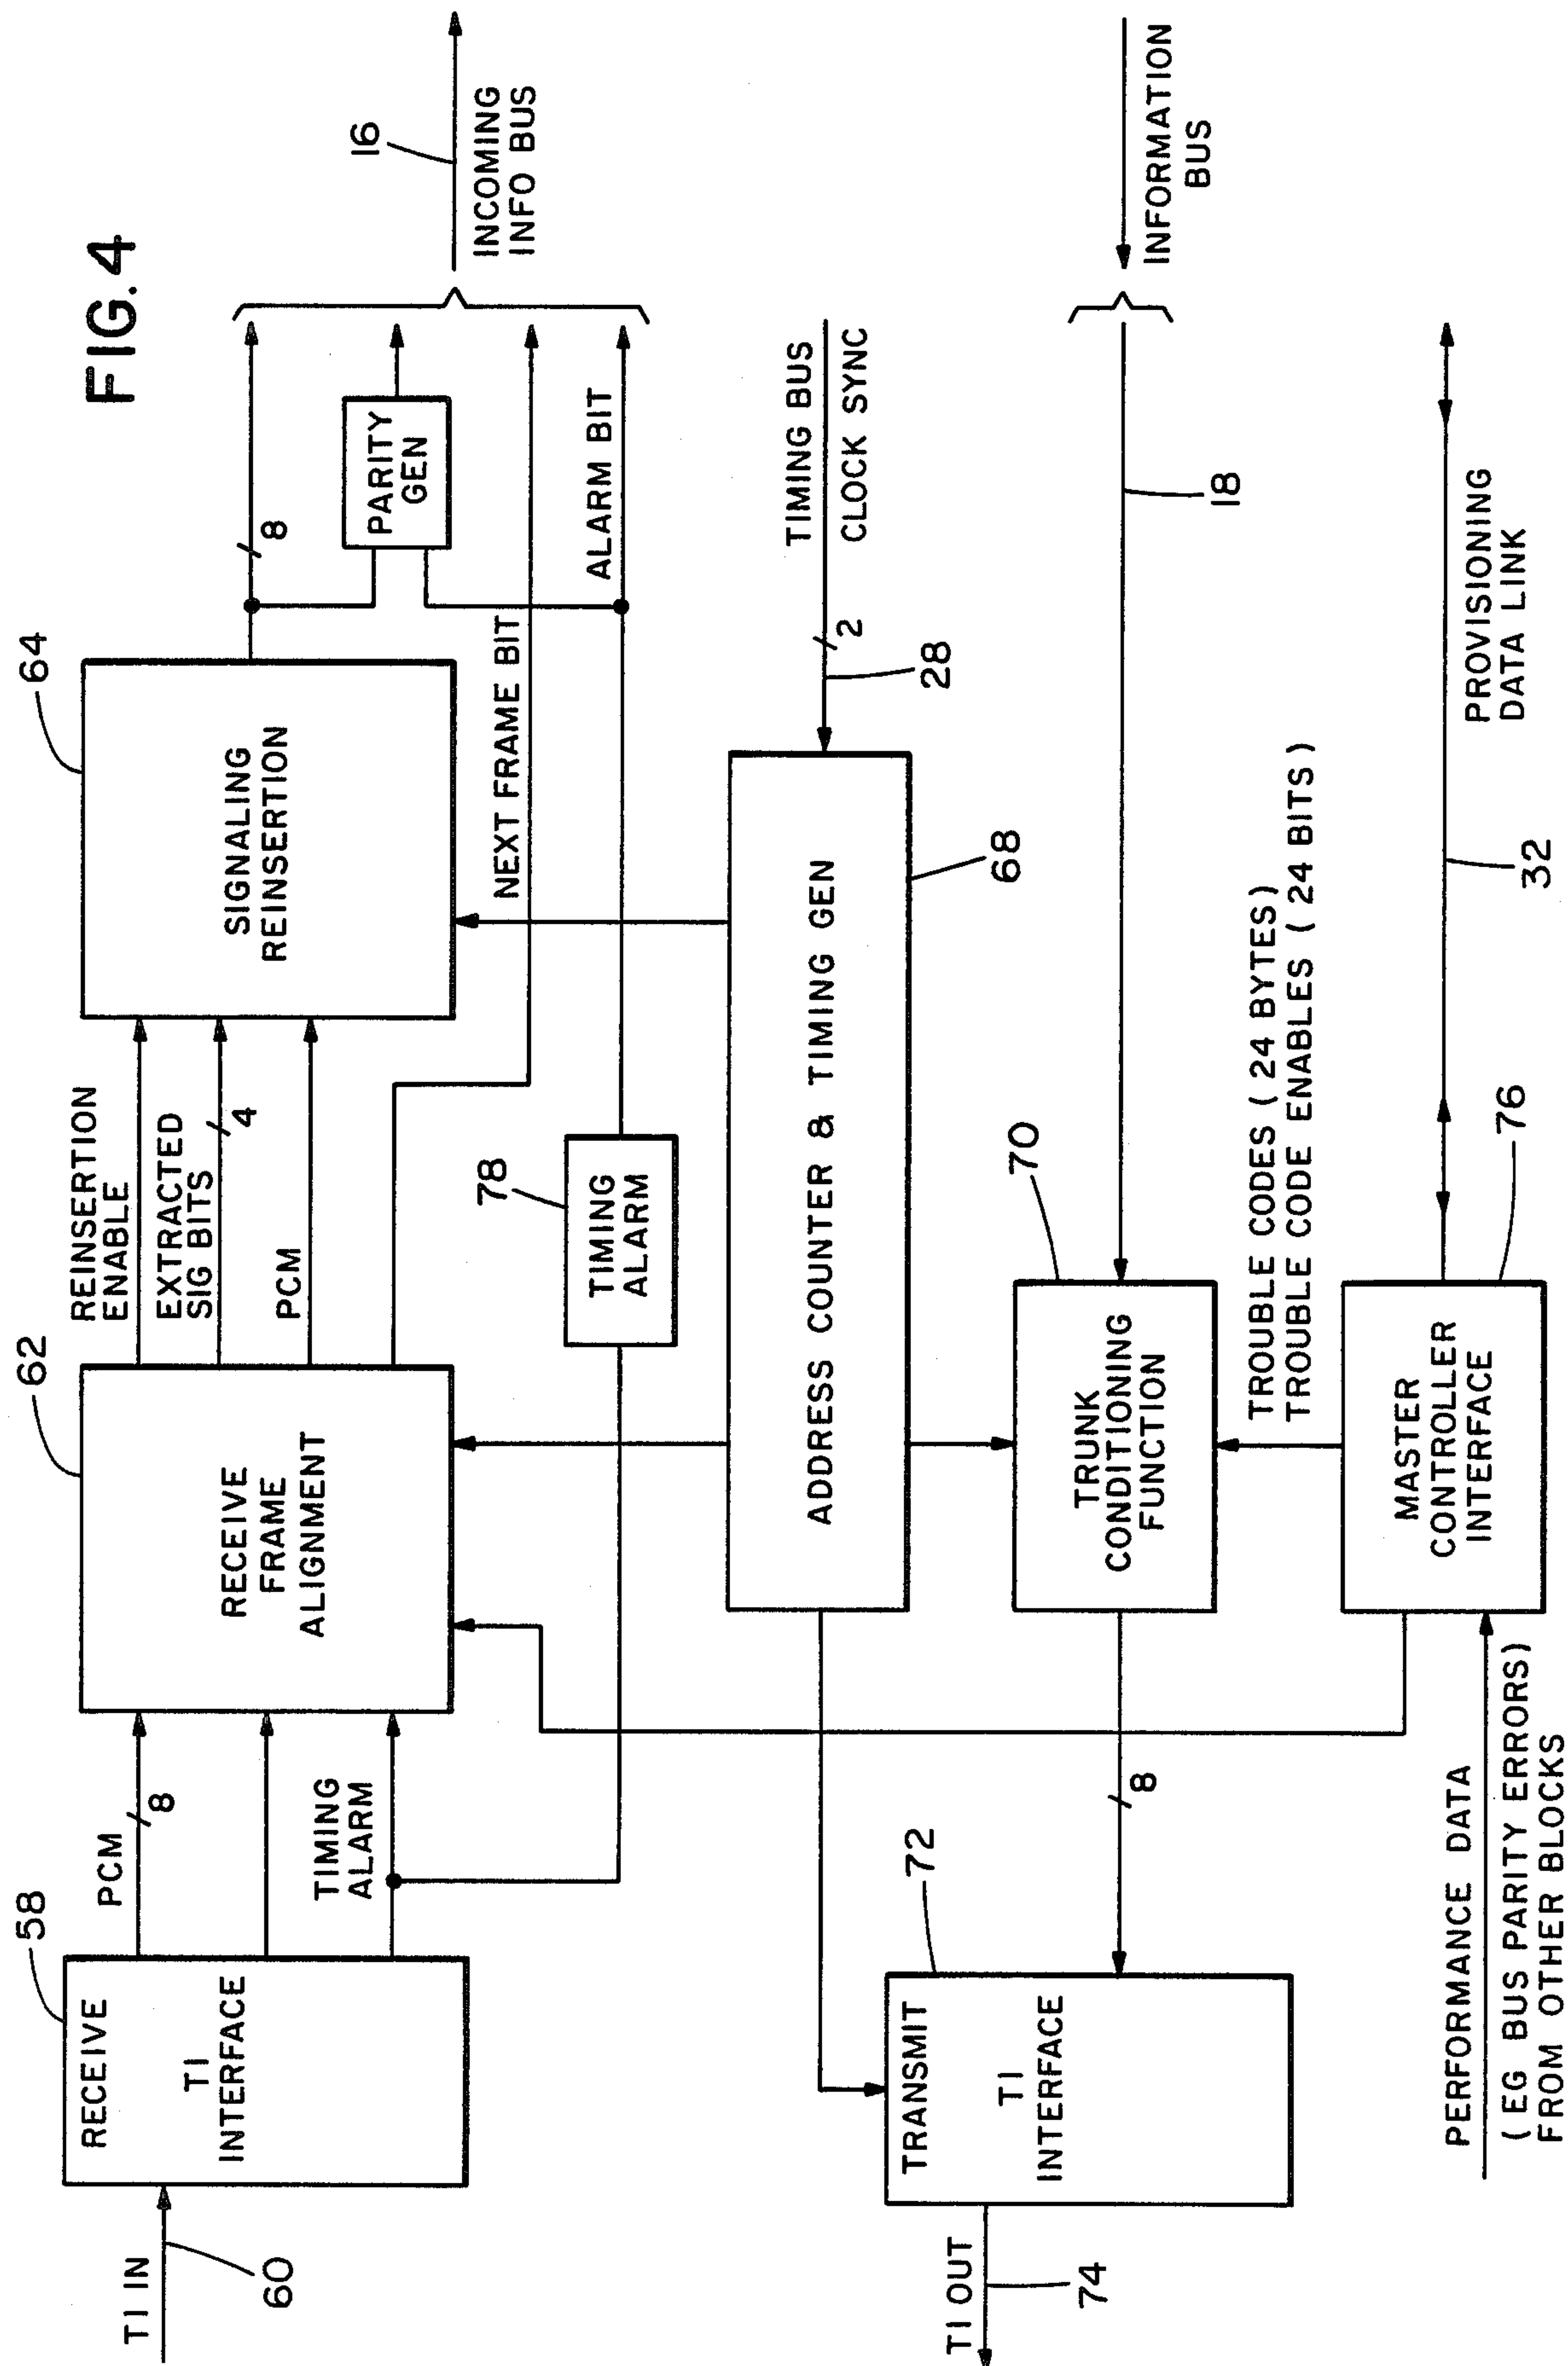 FIG. 4
58
RECEIVE
T1
INTERFACE
T1 IN
60
PCM
8
TIMING
ALARM
62
RECEIVE
FRAME
ALIGNMENT
REINSERTION
ENABLE
EXTRACTED
SIG BITS
4
PCM
64
SIGNALING
REINSERTION
8
PARITY
GEN
NEXT FRAME BIT
ALARM BIT
16
INCOMING
INFO BUS
78
TIMING
ALARM
ADDRESS COUNTER & TIMING GEN
68
TIMING BUS
CLOCK SYNC
2
28
72
TRANSMIT
T1
INTERFACE
T1 OUT
74
8
70
TRUNK
CONDITIONING
FUNCTION
18
INFORMATION
BUS
TROUBLE CODES (24 BYTES)
TROUBLE CODE ENABLES (24 BITS)
MASTER
CONTROLLER
INTERFACE
76
32
PROVISIONING
DATA LINK
PERFORMANCE DATA
(EG BUS PARITY ERRORS)
FROM OTHER BLOCKS